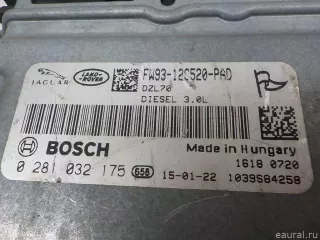 JAGUAR
LAND-ROVER
FW93-12C520-PAD
DZL70
DIESEL 3.0L
BOSCH
Made in Hungary
1618 0720
0 281 032 175 658 15-01-22 1039S84258
eaural.ru